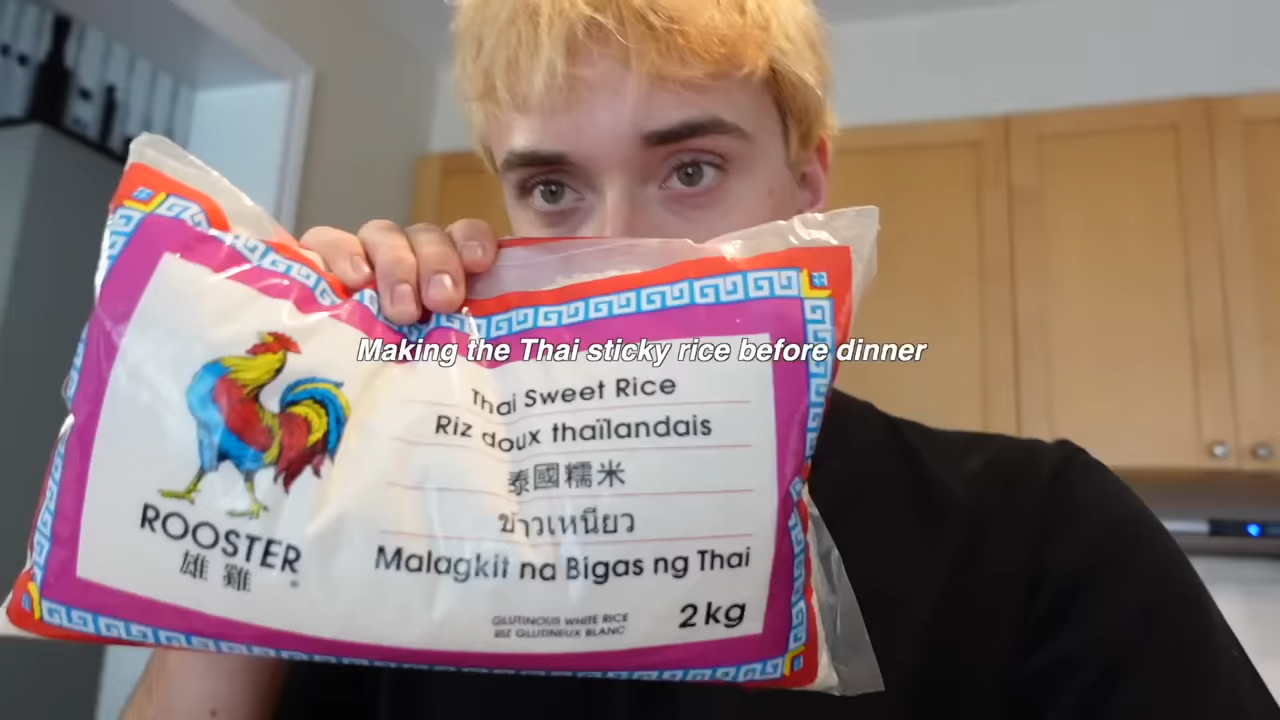 Making the Thai sticky rice before dinner
Thai Sweet Rice
Riz doux thaïlandais
泰國糯米
ข้าวเหนียว
Malagkit na Bigas ng Thai
ROOSTER
雄雞
GLUTINOUS WHITE RICE
RIZ GLUTINEUX BLANC
2 kg